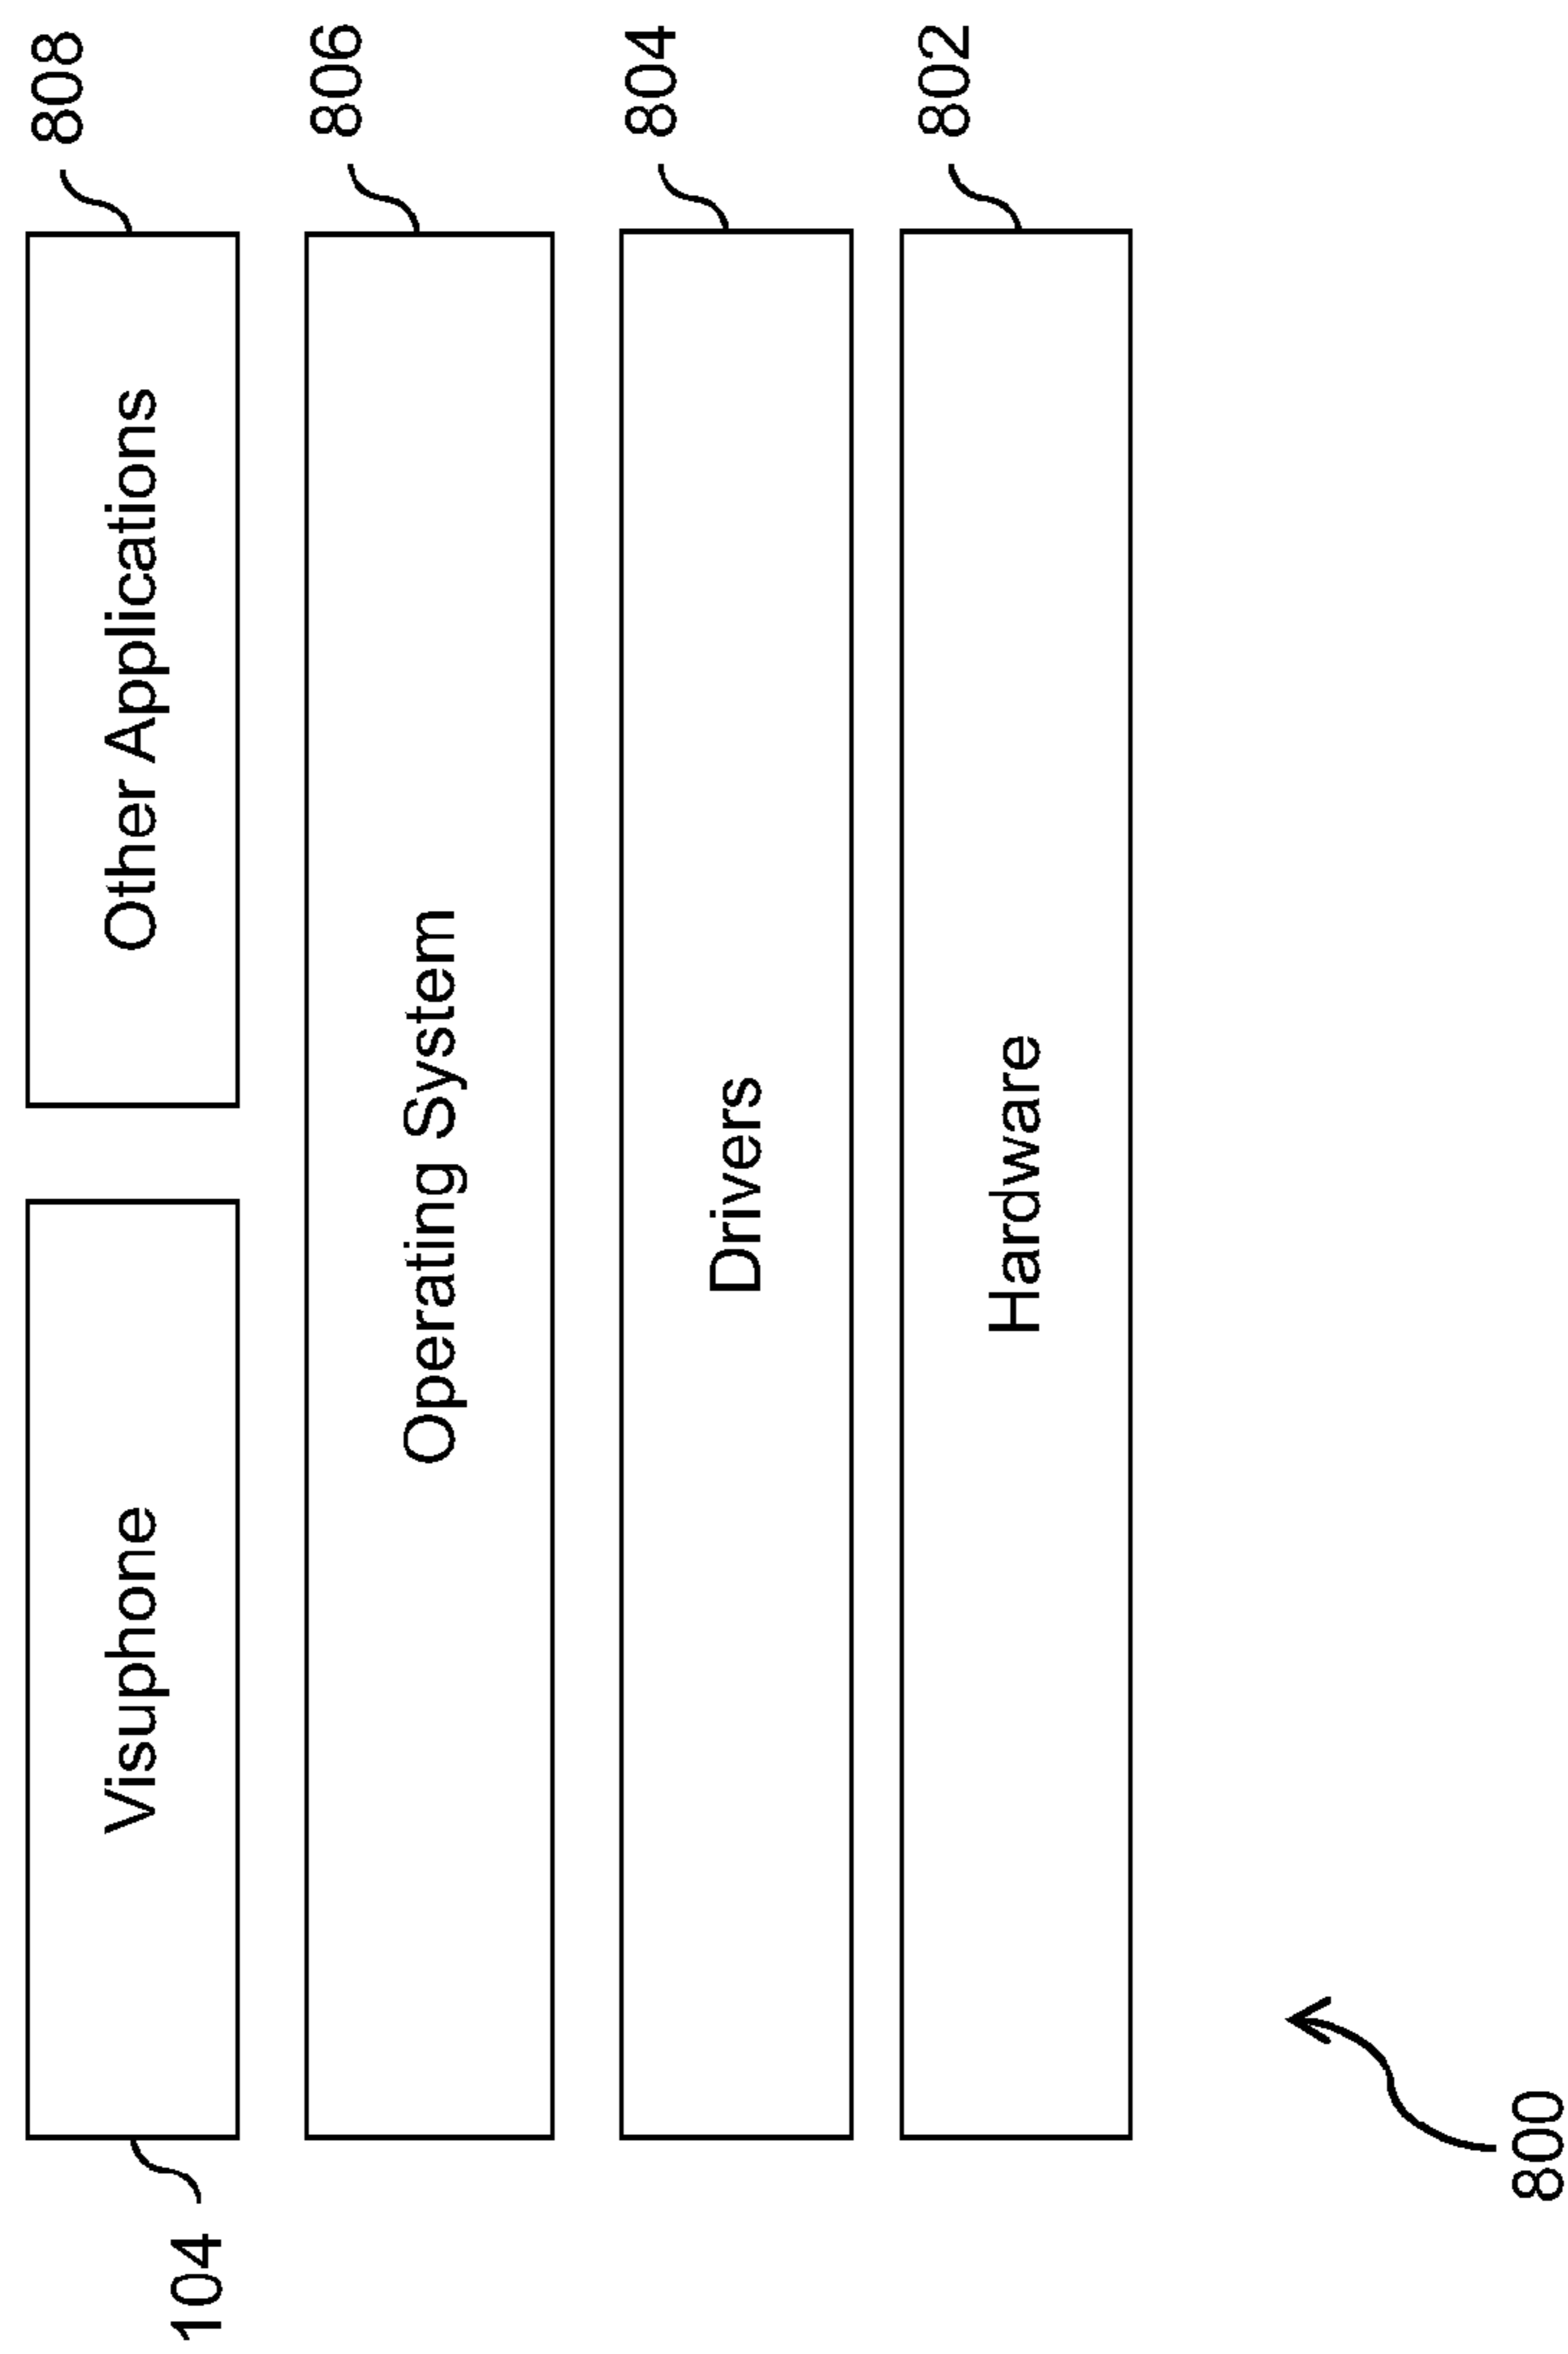 104
Visuphone
Other Applications
808
Operating System
806
Drivers
804
Hardware
802
800